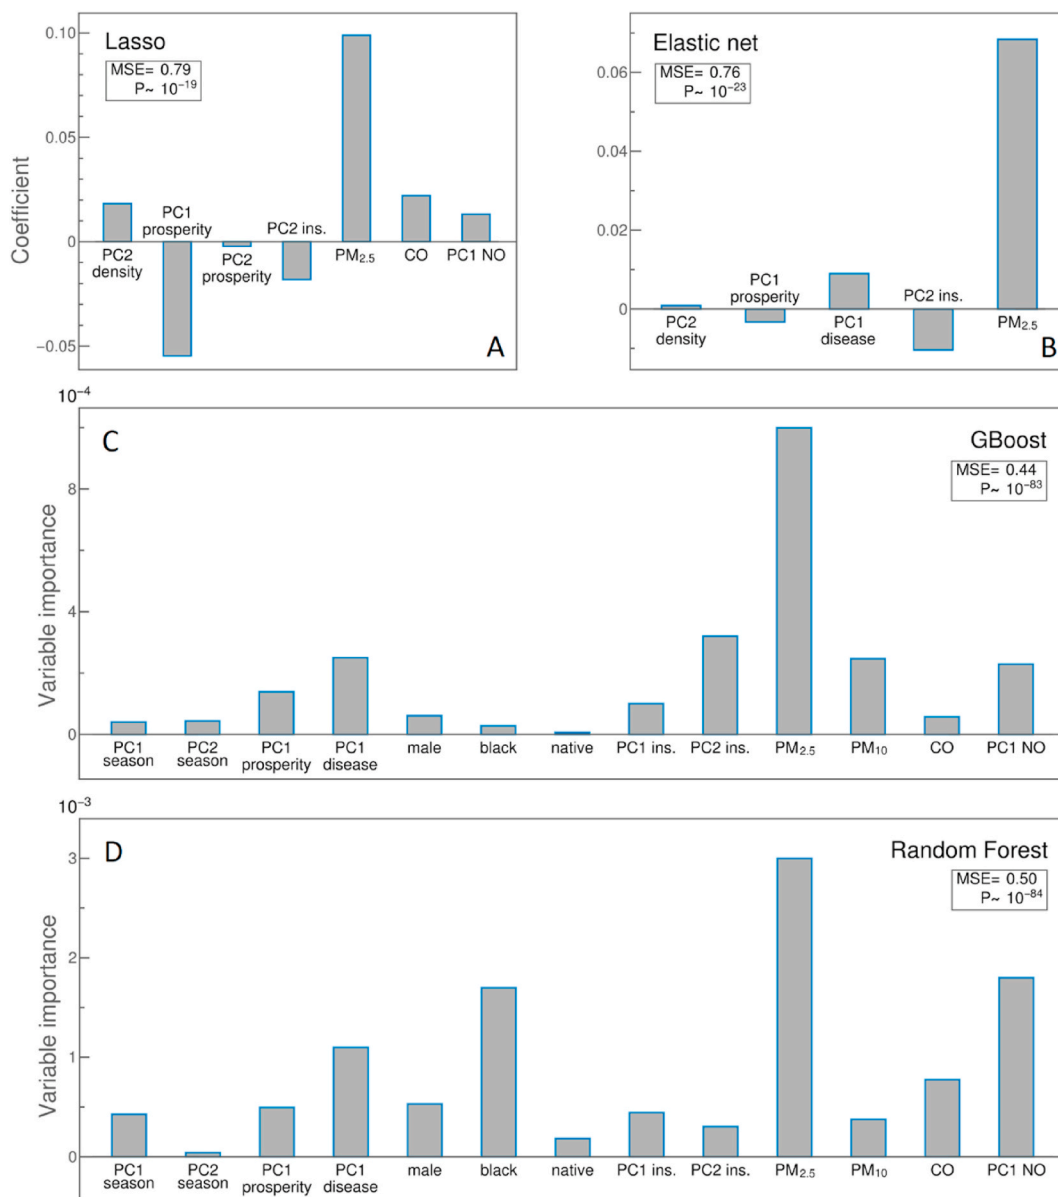 Lasso
MSE= 0.79
P~ 10⁻¹⁹
0.10
0.05
0
−0.05
Coefficient
PC2 density
PC1 prosperity
PC2 prosperity
PC2 ins.
PM₂.₅
CO
PC1 NO
A
Elastic net
MSE= 0.76
P~ 10⁻²³
0.06
0.04
0.02
0
PC2 density
PC1 prosperity
PC1 disease
PC2 ins.
PM₂.₅
B
10⁻⁴
C
GBoost
MSE= 0.44
P~ 10⁻⁸³
8
4
0
Variable importance
PC1 season
PC2 season
PC1 prosperity
PC1 disease
male
black
native
PC1 ins.
PC2 ins.
PM₂.₅
PM₁₀
CO
PC1 NO
10⁻³
D
Random Forest
MSE= 0.50
P~ 10⁻⁸⁴
3
2
1
0
Variable importance
PC1 season
PC2 season
PC1 prosperity
PC1 disease
male
black
native
PC1 ins.
PC2 ins.
PM₂.₅
PM₁₀
CO
PC1 NO